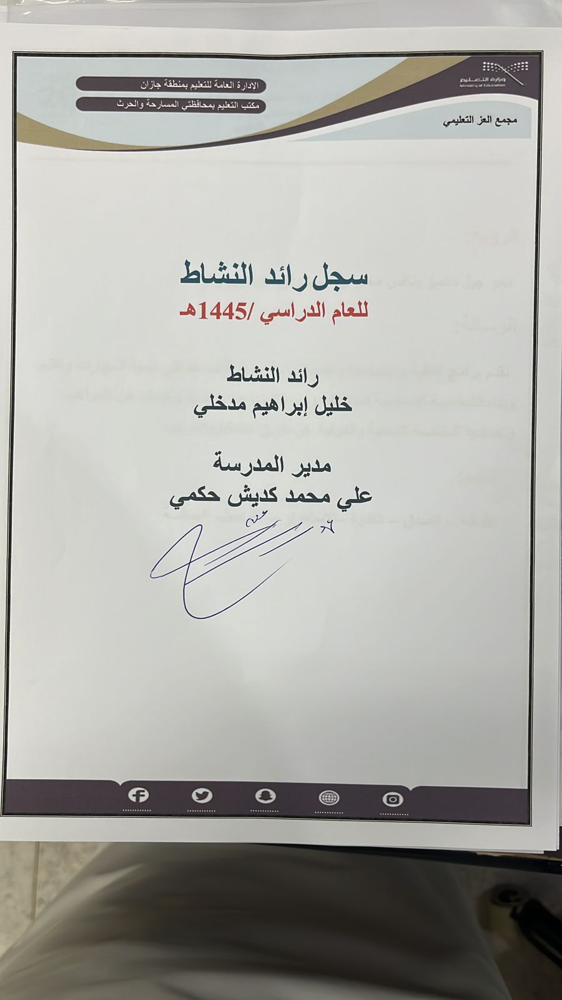 وزارة التعليم
Ministry of Education
الادارة العامة للتعليم بمنطقة جازان
مكتب التعليم بمحافظتي المسارحة والحرث
مجمع العز التعليمي
سجل رائد النشاط
للعام الدراسي /1445هـ
رائد النشاط
خليل إبراهيم مدخلي
مدير المدرسة
علي محمد كديش حكمي